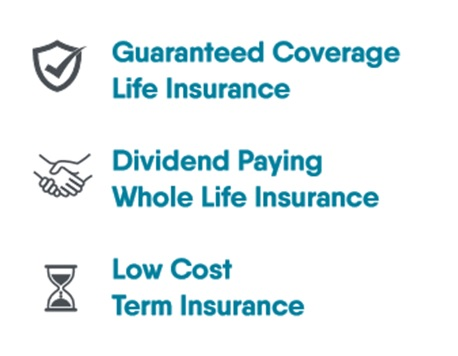 Guaranteed Coverage
Life Insurance
Dividend Paying
Whole Life Insurance
Low Cost
Term Insurance